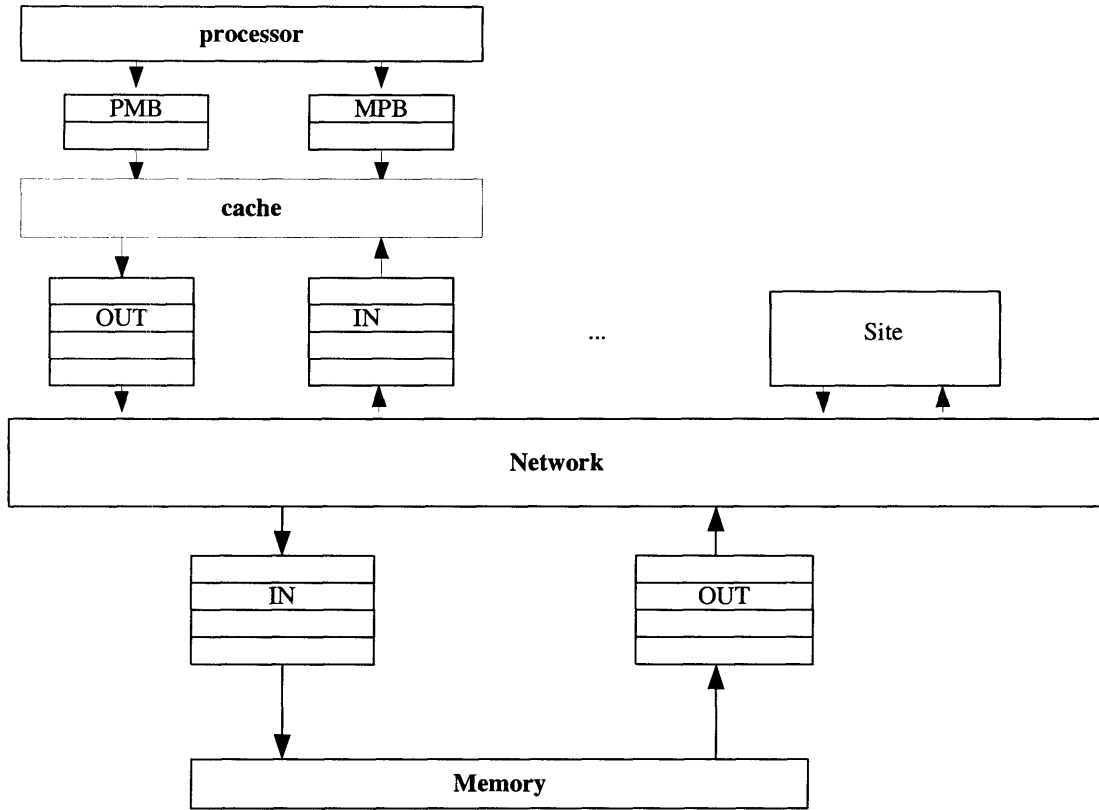 processor
PMB
MPB
cache
OUT
IN
...
Site
Network
IN
OUT
Memory